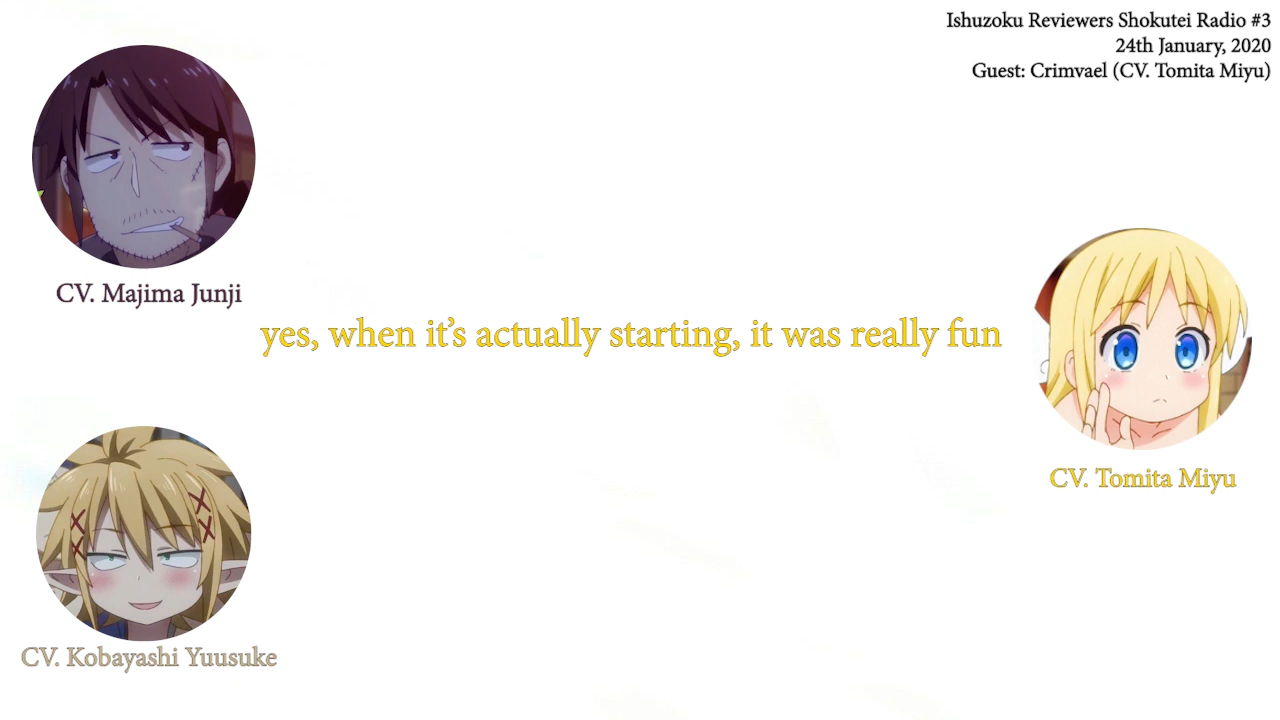 Ishuzoku Reviewers Shokutei Radio #3
24th January, 2020
Guest: Crimvael (CV. Tomita Miyu)
CV. Majima Junji
yes, when it's actually starting, it was really fun
CV. Tomita Miyu
CV. Kobayashi Yuusuke